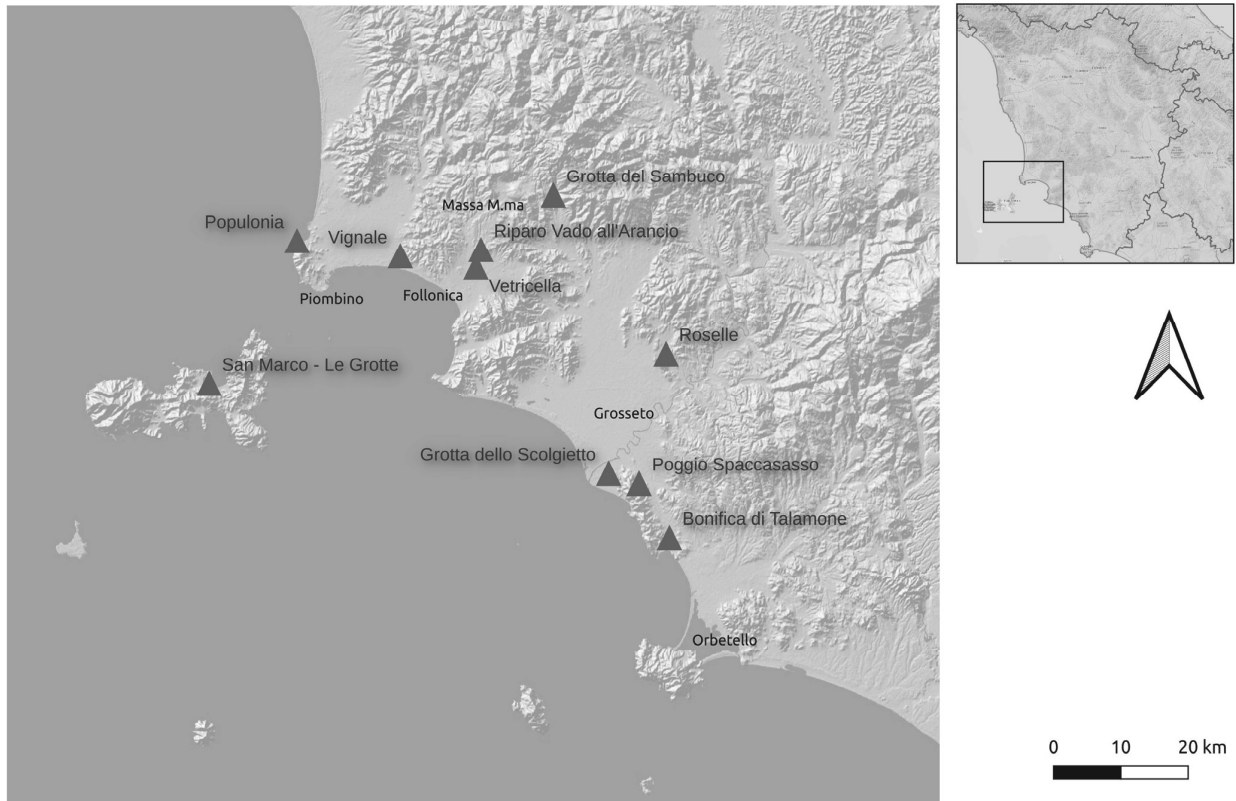 Grotta del Sambuco
Massa M.ma
Populonia
Vignale
Riparo Vado all'Arancio
Vetricella
Piombino
Follonica
Roselle
San Marco - Le Grotte
Grosseto
Grotta dello Scolgietto
Poggio Spaccasasso
Bonifica di Talamone
Orbetello
0 10 20 km